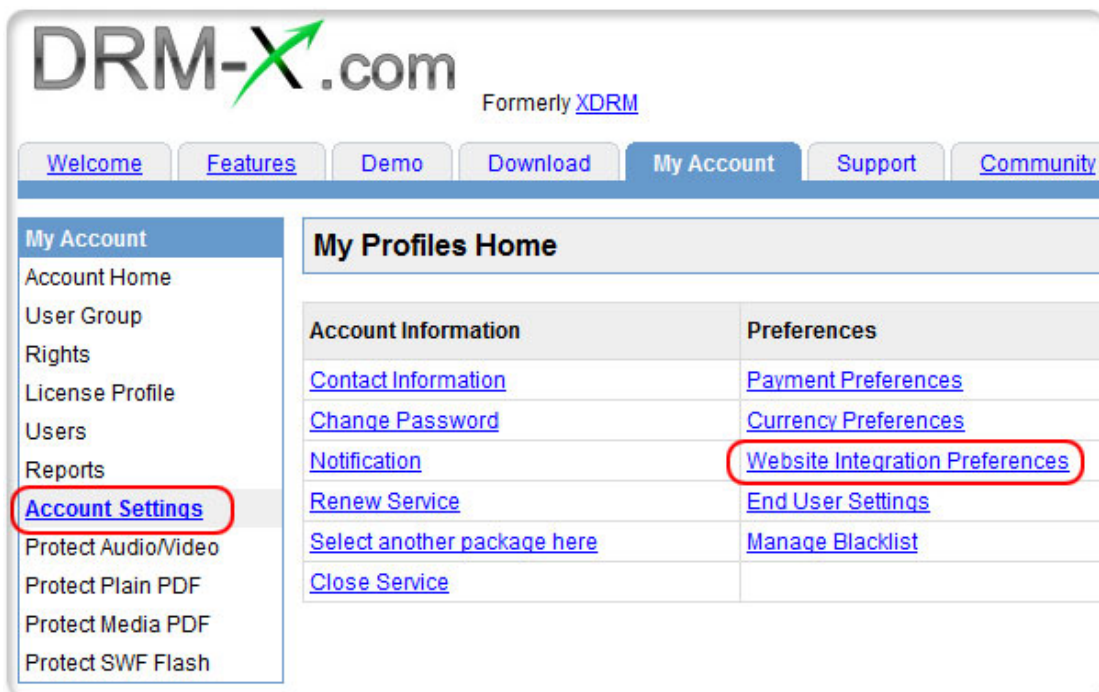 DRM-X.com
Formerly XDRM
Welcome Features Demo Download My Account Support Community
My Account
Account Home
User Group
Rights
License Profile
Users
Reports
Account Settings
Protect Audio/Video
Protect Plain PDF
Protect Media PDF
Protect SWF Flash
My Profiles Home
Account Information Preferences
Contact Information Payment Preferences
Change Password Currency Preferences
Notification Website Integration Preferences
Renew Service End User Settings
Select another package here Manage Blacklist
Close Service